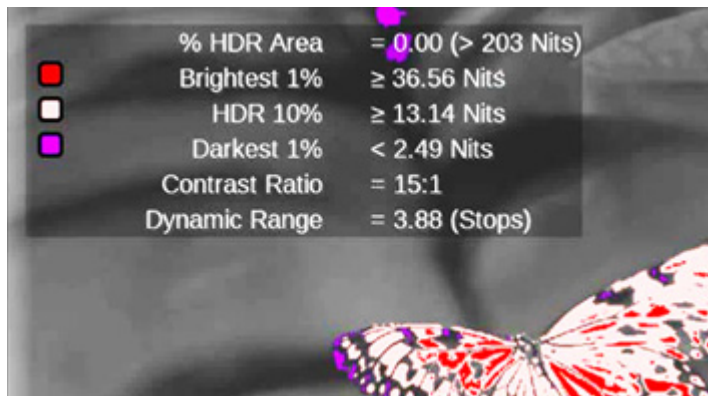 % HDR Area = 0.00 (> 203 Nits)
Brightest 1% ≥ 36.56 Nits
HDR 10% ≥ 13.14 Nits
Darkest 1% < 2.49 Nits
Contrast Ratio = 15:1
Dynamic Range = 3.88 (Stops)